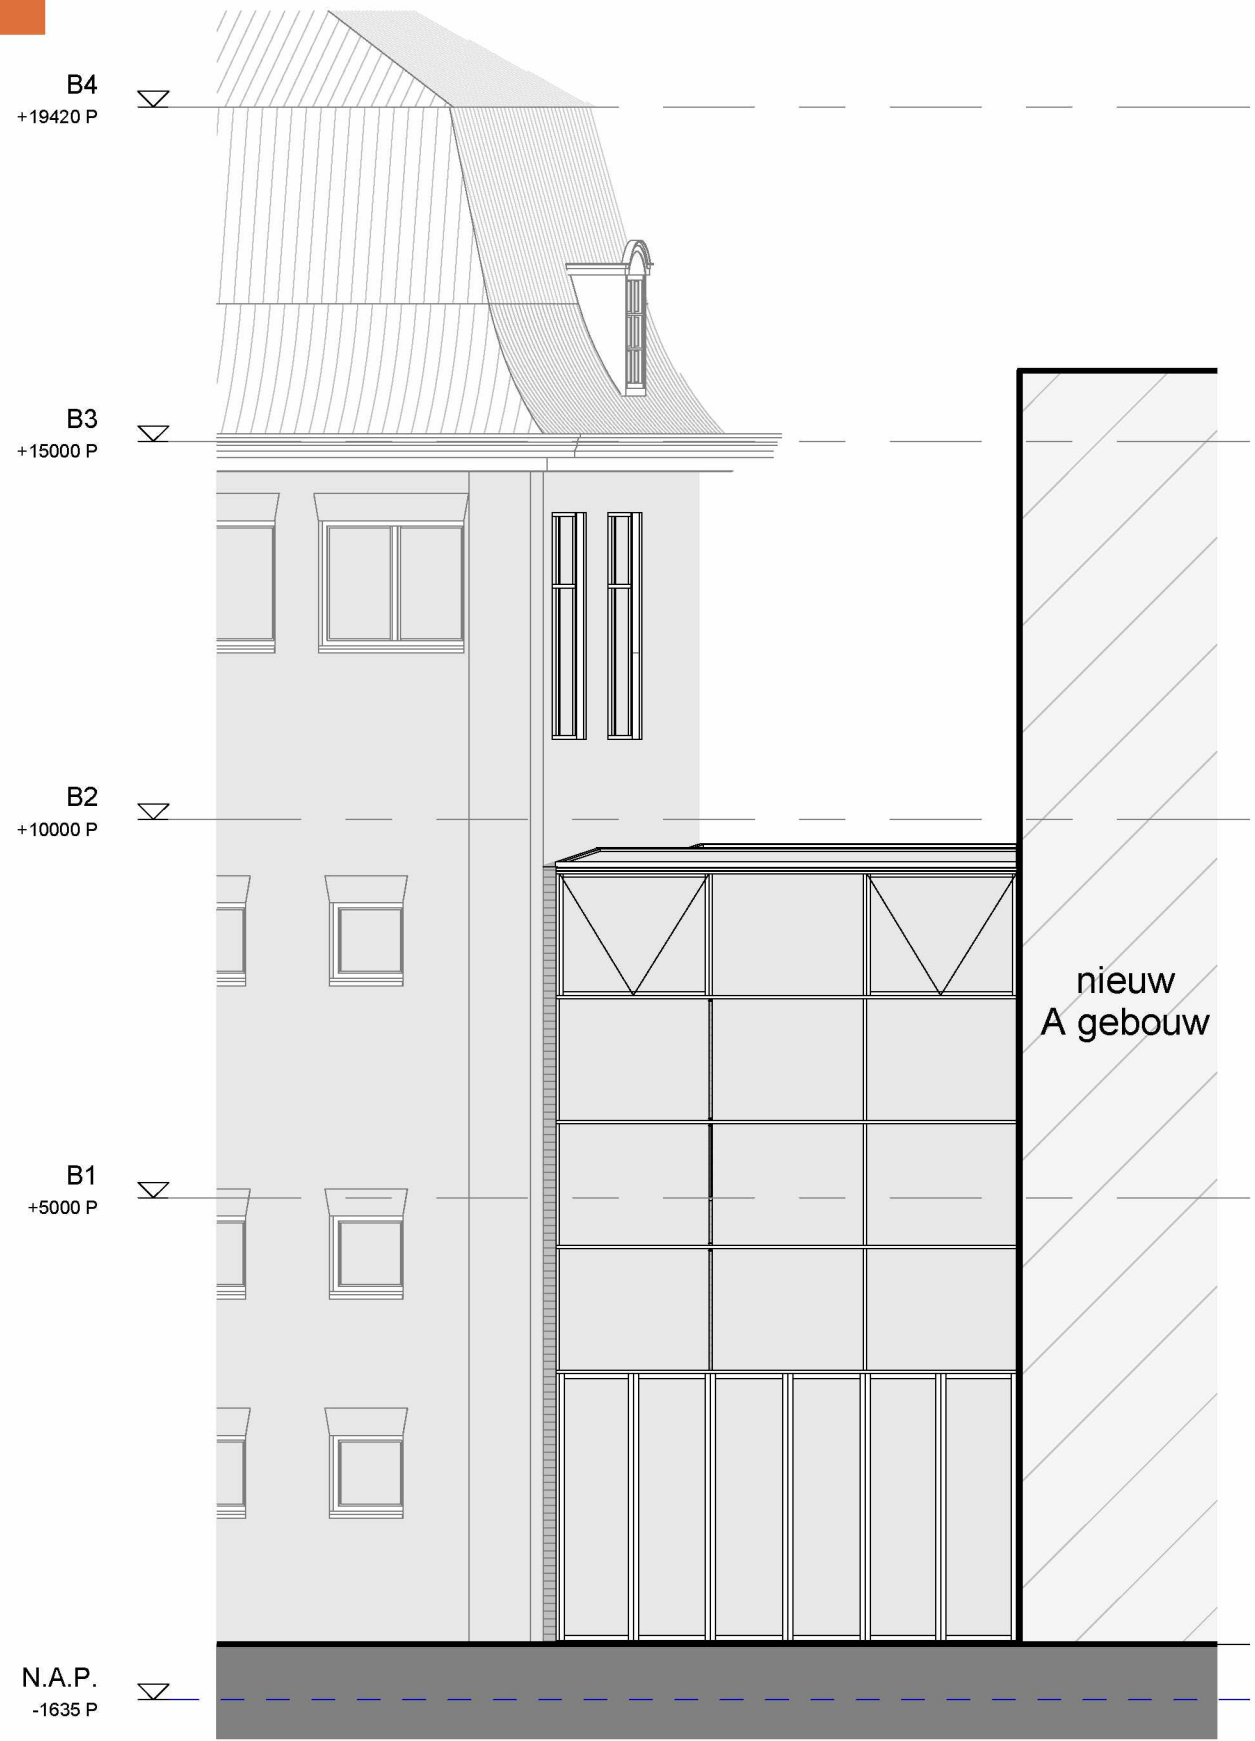 B4
+19420 P
B3
+15000 P
B2
+10000 P
nieuw
A gebouw
B1
+5000 P
N.A.P.
-1635 P